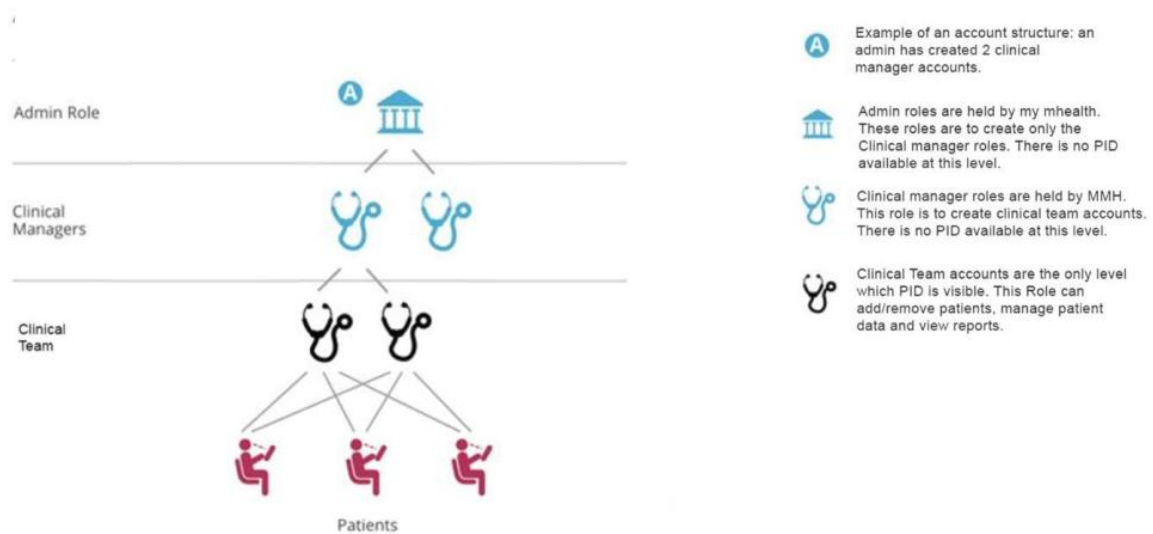 Admin Role
A
Clinical
Managers
Clinical
Team
Patients
A
Example of an account structure: an
admin has created 2 clinical
manager accounts.
Admin roles are held by my mhealth.
These roles are to create only the
Clinical manager roles. There is no PID
available at this level.
Clinical manager roles are held by MMH.
This role is to create clinical team accounts.
There is no PID available at this level.
Clinical Team accounts are the only level
which PID is visible. This Role can
add/remove patients, manage patient
data and view reports.